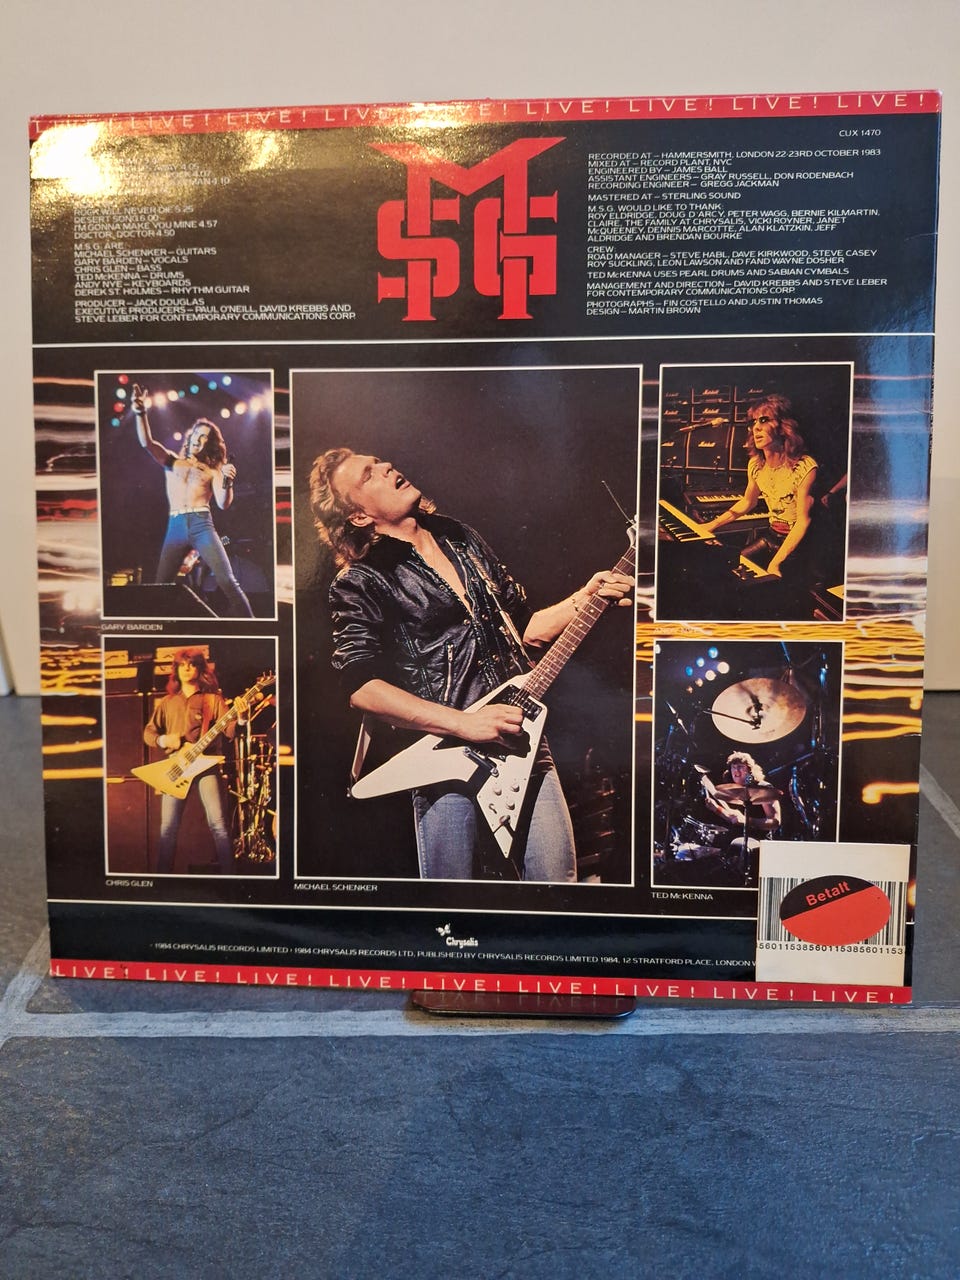 LIVE! LIVE! LIVE! LIVE! LIVE! LIVE! LIVE!
CUX 1470
4.07
4.19
ROCK WILL NEVER DIE 5.25
DESERT SONG 6.00
I'M GONNA MAKE YOU MINE 4.57
DOCTOR, DOCTOR 4.50
M.S.G. ARE
MICHAEL SCHENKER – GUITARS
GARY BARDEN – VOCALS
CHRIS GLEN – BASS
TED McKENNA – DRUMS
ANDY NYE – KEYBOARDS
DEREK ST. HOLMES – RHYTHM GUITAR
PRODUCER – JACK DOUGLAS
EXECUTIVE PRODUCERS – PAUL O'NEILL, DAVID KREBBS AND
STEVE LEBER FOR CONTEMPORARY COMMUNICATIONS CORP.
MSG
RECORDED AT – HAMMERSMITH, LONDON 22-23RD OCTOBER 1983
MIXED AT – RECORD PLANT, NYC
ENGINEERED BY – JAMES BALL
ASSISTANT ENGINEERS – GRAY RUSSELL, DON RODENBACH
RECORDING ENGINEER – GREGG JACKMAN
MASTERED AT – STERLING SOUND
M.S.G. WOULD LIKE TO THANK:
ROY ELDRIDGE, DOUG D'ARCY, PETER WAGG, BERNIE KILMARTIN,
CLAIRE, THE FAMILY AT CHRYSALIS, VICKI ROYNER, JANET
McQUEENEY, DENNIS MARCOTTE, ALAN KLATZKIN, JEFF
ALDRIDGE AND BRENDAN BOURKE
CREW
ROAD MANAGER – STEVE HABL, DAVE KIRKWOOD, STEVE CASEY
ROY SUCKLING, LEON LAWSON AND FAND WAYNE DOSHER
TED McKENNA USES PEARL DRUMS AND SABIAN CYMBALS
MANAGEMENT AND DIRECTION – DAVID KREBBS AND STEVE LEBER
FOR CONTEMPORARY COMMUNICATIONS CORP.
PHOTOGRAPHS – FIN COSTELLO AND JUSTIN THOMAS
DESIGN – MARTIN BROWN
GARY BARDEN
CHRIS GLEN
MICHAEL SCHENKER
TED McKENNA
Betalt
5601153856011538560115
Chrysalis
1984 CHRYSALIS RECORDS LIMITED · 1984 CHRYSALIS RECORDS LTD. PUBLISHED BY CHRYSALIS RECORDS LIMITED 1984, 12 STRATFORD PLACE, LONDON W
LIVE! LIVE! LIVE! LIVE! LIVE! LIVE! LIVE! LIVE! LIVE!